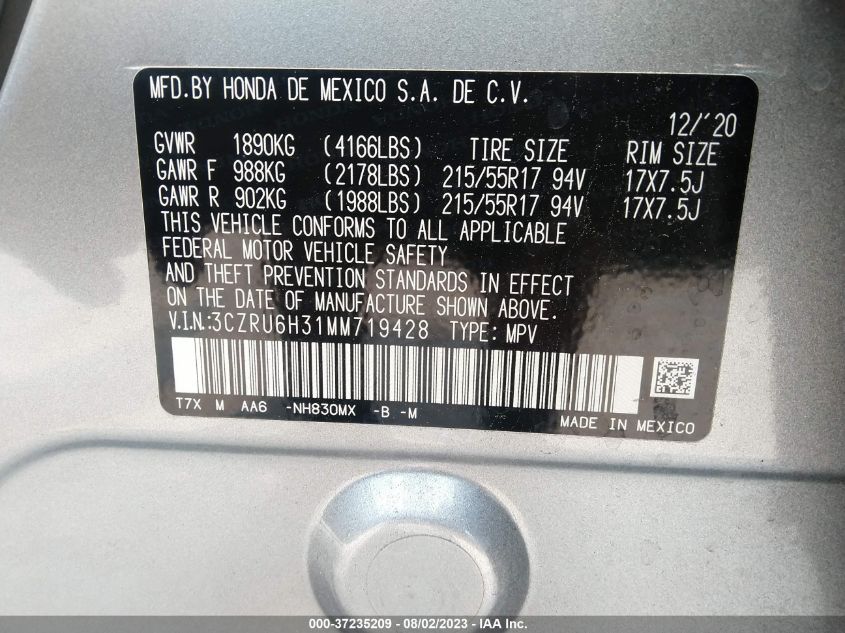 MFD.BY HONDA DE MEXICO S.A. DE C.V.
12/'20
GVWR 1890KG (4166LBS) TIRE SIZE RIM SIZE
GAWR F 988KG (2178LBS) 215/55R17 94V 17X7.5J
GAWR R 902KG (1988LBS) 215/55R17 94V 17X7.5J
THIS VEHICLE CONFORMS TO ALL APPLICABLE
FEDERAL MOTOR VEHICLE SAFETY
AND THEFT PREVENTION STANDARDS IN EFFECT
ON THE DATE OF MANUFACTURE SHOWN ABOVE.
V.I.N:3CZRU6H31MM719428 TYPE: MPV
T7X M AA6 -NH830MX -B -M
MADE IN MEXICO
000-37235209 - 08/02/2023 - IAAI.COM